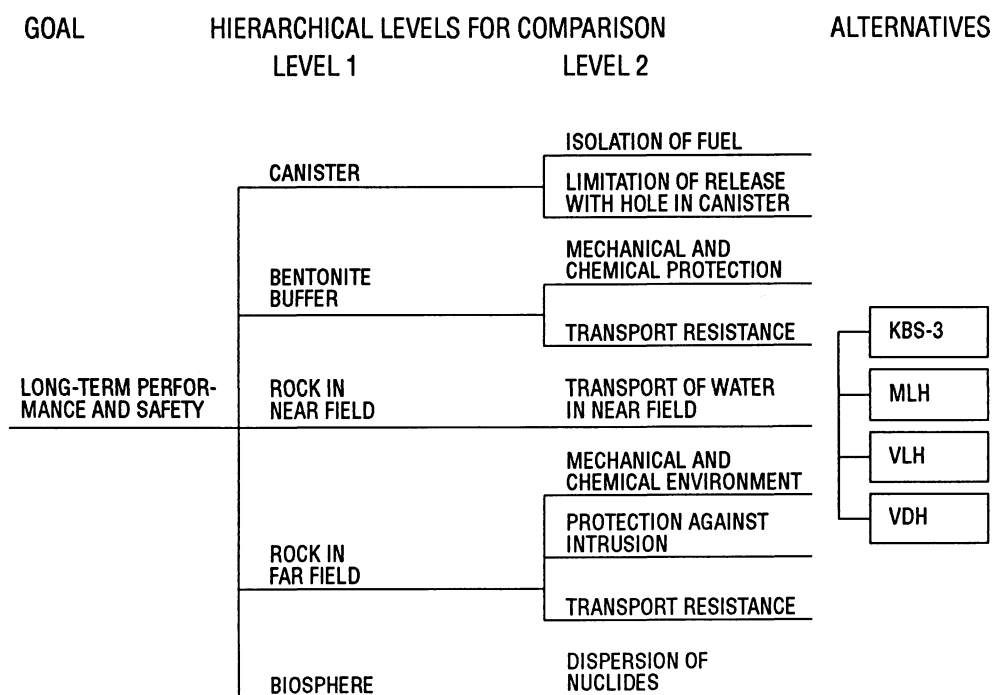 GOAL
HIERARCHICAL LEVELS FOR COMPARISON
ALTERNATIVES
LEVEL 1
LEVEL 2
CANISTER
ISOLATION OF FUEL
LIMITATION OF RELEASE
WITH HOLE IN CANISTER
BENTONITE
BUFFER
MECHANICAL AND
CHEMICAL PROTECTION
TRANSPORT RESISTANCE
LONG-TERM PERFOR-
MANCE AND SAFETY
ROCK IN
NEAR FIELD
TRANSPORT OF WATER
IN NEAR FIELD
ROCK IN
FAR FIELD
MECHANICAL AND
CHEMICAL ENVIRONMENT
PROTECTION AGAINST
INTRUSION
TRANSPORT RESISTANCE
BIOSPHERE
DISPERSION OF
NUCLIDES
KBS-3
MLH
VLH
VDH